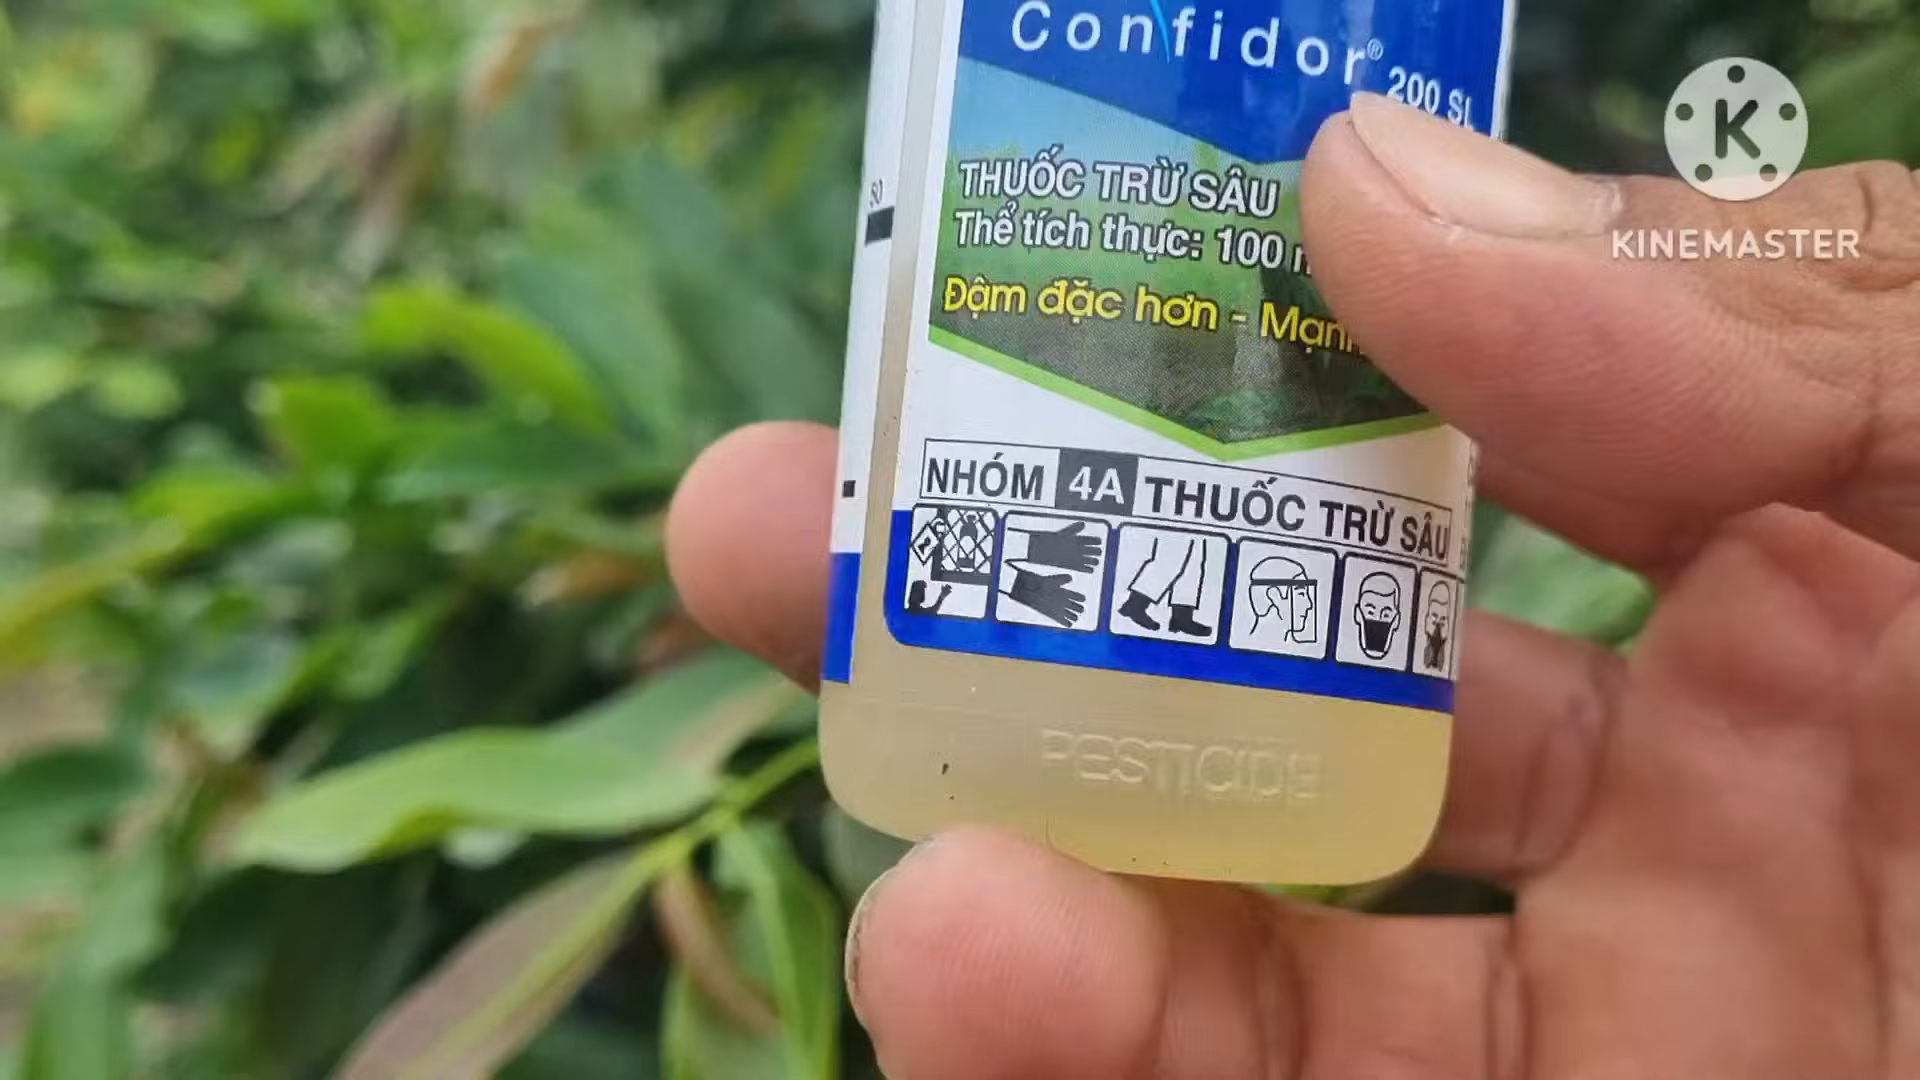 Confidor® 200 SL
THUỐC TRỪ SÂU
Thể tích thực: 100
Đậm đặc hơn -
NHÓM 4A THUỐC TRỪ SÂU
50
PESTICIDE
K
KINEMASTER